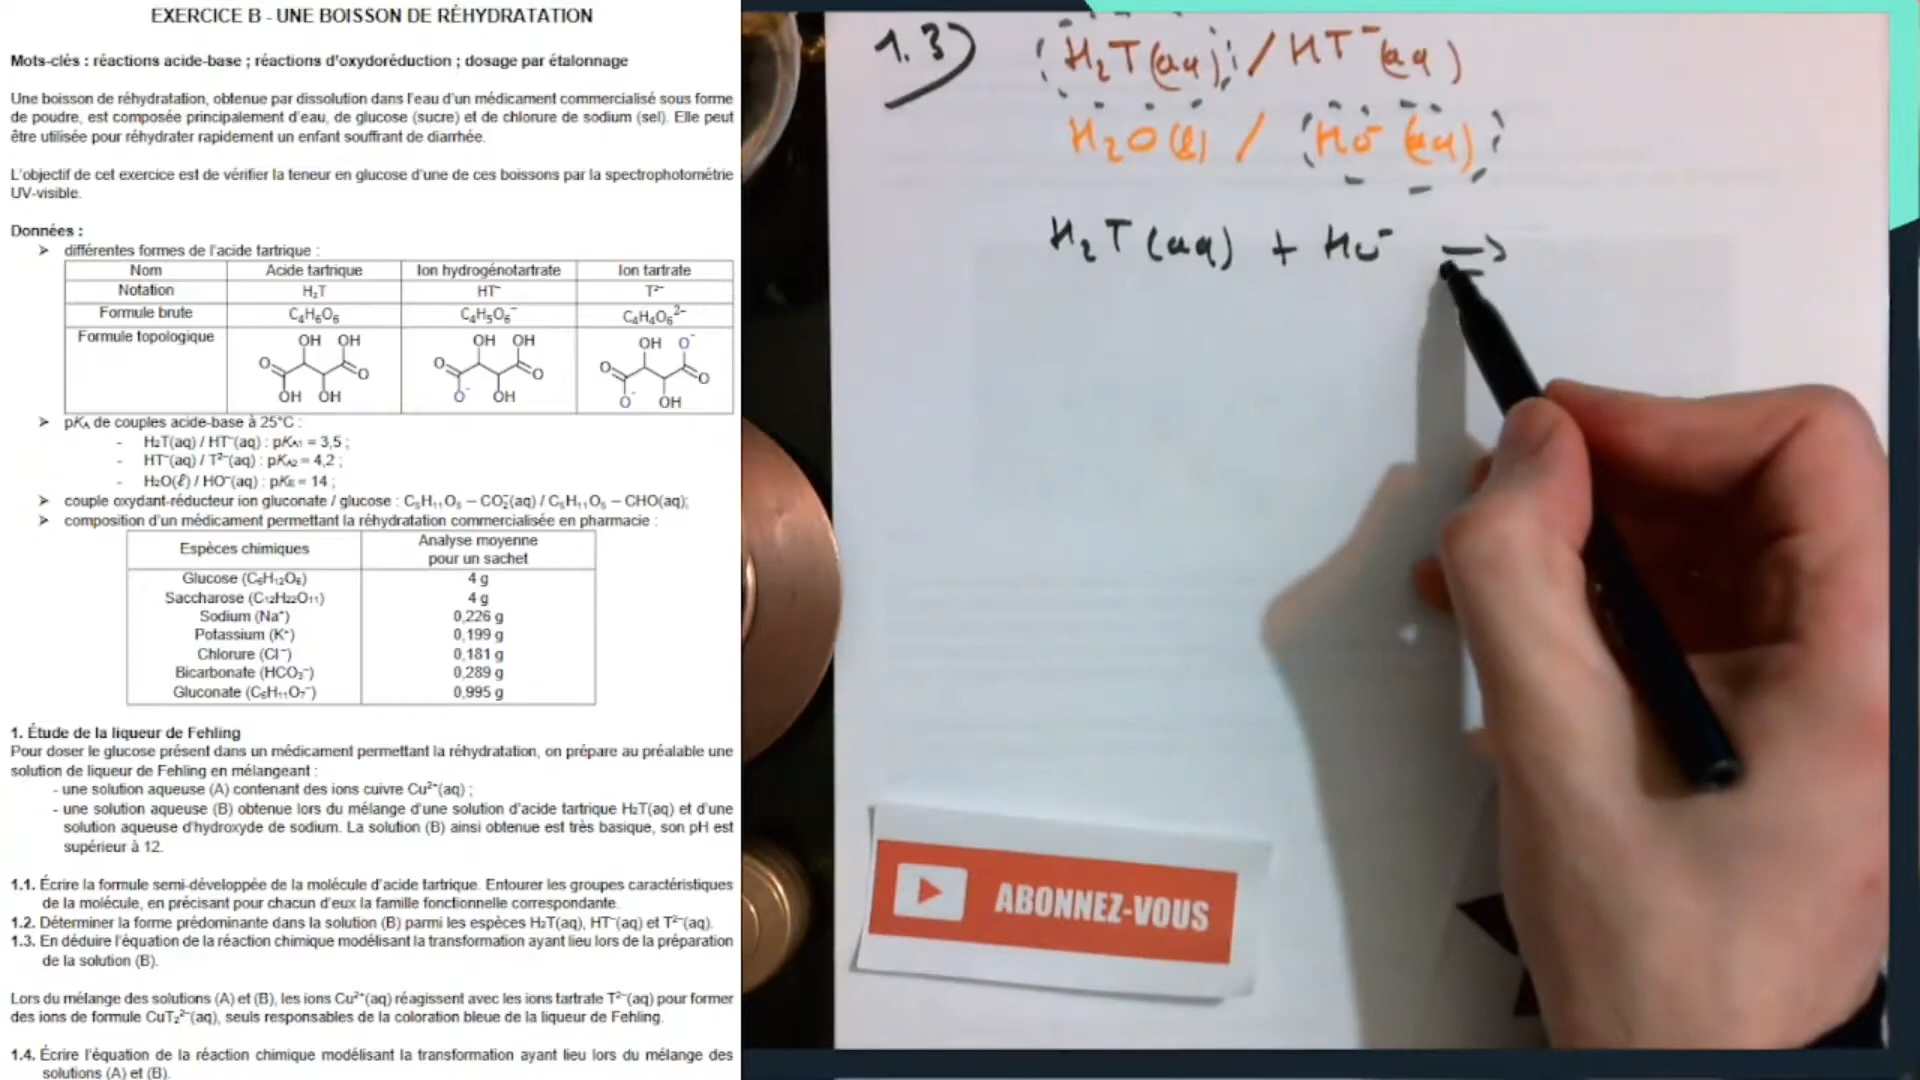 EXERCICE B - UNE BOISSON DE RÉHYDRATATION
Mots-clés : réactions acide-base ; réactions d'oxydoréduction ; dosage par étalonnage
Une boisson de réhydratation, obtenue par dissolution dans l'eau d'un médicament commercialisé sous forme
de poudre, est composée principalement d'eau, de glucose (sucre) et de chlorure de sodium (sel). Elle peut
être utilisée pour réhydrater rapidement un enfant souffrant de diarrhée.
L'objectif de cet exercice est de vérifier la teneur en glucose d'une de ces boissons par la spectrophotométrie
UV-visible.
Données :
➢ différentes formes de l'acide tartrique :
Nom Acide tartrique Ion hydrogénotartrate Ion tartrate
Notation H₂T HT⁻ T²⁻
Formule brute C₄H₆O₆ C₄H₅O₆⁻ C₄H₄O₆²⁻
Formule topologique OH OH OH OH OH O⁻
O O O O O O
OH OH O⁻ OH O⁻ OH
➢ pKA de couples acide-base à 25°C :
- H₂T(aq) / HT⁻(aq) : pKA1 = 3,5 ;
- HT⁻(aq) / T²⁻(aq) : pKA2 = 4,2 ;
- H₂O(ℓ) / HO⁻(aq) : pKE = 14 ;
➢ couple oxydant-réducteur ion gluconate / glucose : C₅H₁₁O₅ – CO₂⁻(aq) / C₅H₁₁O₅ – CHO(aq);
➢ composition d'un médicament permettant la réhydratation commercialisée en pharmacie :
Espèces chimiques Analyse moyenne
pour un sachet
Glucose (C₆H₁₂O₆) 4 g
Saccharose (C₁₂H₂₂O₁₁) 4 g
Sodium (Na⁺) 0,226 g
Potassium (K⁺) 0,199 g
Chlorure (Cl⁻) 0,181 g
Bicarbonate (HCO₃⁻) 0,289 g
Gluconate (C₆H₁₁O₇⁻) 0,995 g
1. Étude de la liqueur de Fehling
Pour doser le glucose présent dans un médicament permettant la réhydratation, on prépare au préalable une
solution de liqueur de Fehling en mélangeant :
- une solution aqueuse (A) contenant des ions cuivre Cu²⁺(aq) ;
- une solution aqueuse (B) obtenue lors du mélange d'une solution d'acide tartrique H₂T(aq) et d'une
solution aqueuse d'hydroxyde de sodium. La solution (B) ainsi obtenue est très basique, son pH est
supérieur à 12.
1.1. Écrire la formule semi-développée de la molécule d'acide tartrique. Entourer les groupes caractéristiques
de la molécule, en précisant pour chacun d'eux la famille fonctionnelle correspondante.
1.2. Déterminer la forme prédominante dans la solution (B) parmi les espèces H₂T(aq), HT⁻(aq) et T²⁻(aq).
1.3. En déduire l'équation de la réaction chimique modélisant la transformation ayant lieu lors de la préparation
de la solution (B).
Lors du mélange des solutions (A) et (B), les ions Cu²⁺(aq) réagissent avec les ions tartrate T²⁻(aq) pour former
des ions de formule CuT₂²⁻(aq), seuls responsables de la coloration bleue de la liqueur de Fehling.
1.4. Écrire l'équation de la réaction chimique modélisant la transformation ayant lieu lors du mélange des
solutions (A) et (B).
1.3) H₂T(aq) / HT⁻(aq)
H₂O(ℓ) / HO⁻(aq)
H₂T(aq) + HO⁻ ⇌
ABONNEZ-VOUS